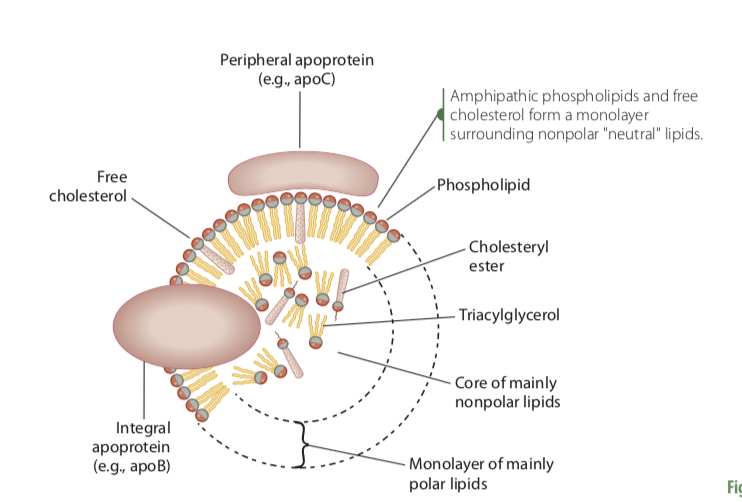 Peripheral apoprotein
(e.g., apoC)
Amphipathic phospholipids and free
cholesterol form a monolayer
surrounding nonpolar "neutral" lipids.
Free
cholesterol
Phospholipid
Cholesteryl
ester
Triacylglycerol
Core of mainly
nonpolar lipids
Integral
apoprotein
(e.g., apoB)
Monolayer of mainly
polar lipids
Fig